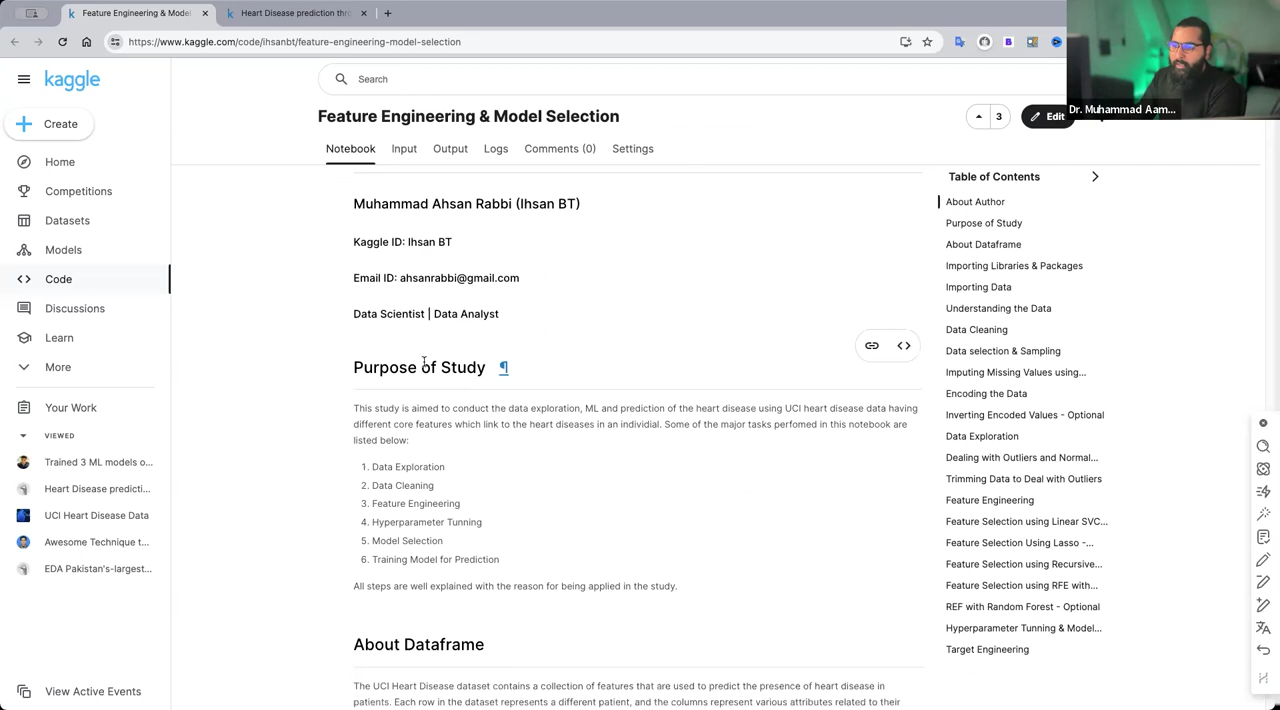 Feature Engineering & Model
Heart Disease prediction thr
https://www.kaggle.com/code/ihsanbt/feature-engineering-model-selection
Dr. Muhammad Aam...
kaggle
Search
Create
Home
Competitions
Datasets
Models
Code
Discussions
Learn
More
Your Work
VIEWED
Trained 3 ML models o...
Heart Disease predicti...
UCI Heart Disease Data
Awesome Technique t...
EDA Pakistan's-largest...
View Active Events
Feature Engineering & Model Selection
3
Edit
Notebook Input Output Logs Comments (0) Settings
Muhammad Ahsan Rabbi (Ihsan BT)
Kaggle ID: Ihsan BT
Email ID: ahsanrabbi@gmail.com
Data Scientist | Data Analyst
Purpose of Study ¶
This study is aimed to conduct the data exploration, ML and prediction of the heart disease using UCI heart disease data having
different core features which link to the heart diseases in an individial. Some of the major tasks perfomed in this notebook are
listed below:
1. Data Exploration
2. Data Cleaning
3. Feature Engineering
4. Hyperparameter Tunning
5. Model Selection
6. Training Model for Prediction
All steps are well explained with the reason for being applied in the study.
About Dataframe
The UCI Heart Disease dataset contains a collection of features that are used to predict the presence of heart disease in
patients. Each row in the dataset represents a different patient, and the columns represent various attributes related to their
Table of Contents
About Author
Purpose of Study
About Dataframe
Importing Libraries & Packages
Importing Data
Understanding the Data
Data Cleaning
Data selection & Sampling
Imputing Missing Values using...
Encoding the Data
Inverting Encoded Values - Optional
Data Exploration
Dealing with Outliers and Normal...
Trimming Data to Deal with Outliers
Feature Engineering
Feature Selection using Linear SVC...
Feature Selection Using Lasso -...
Feature Selection using Recursive...
Feature Selection using RFE with...
REF with Random Forest - Optional
Hyperparameter Tunning & Model...
Target Engineering